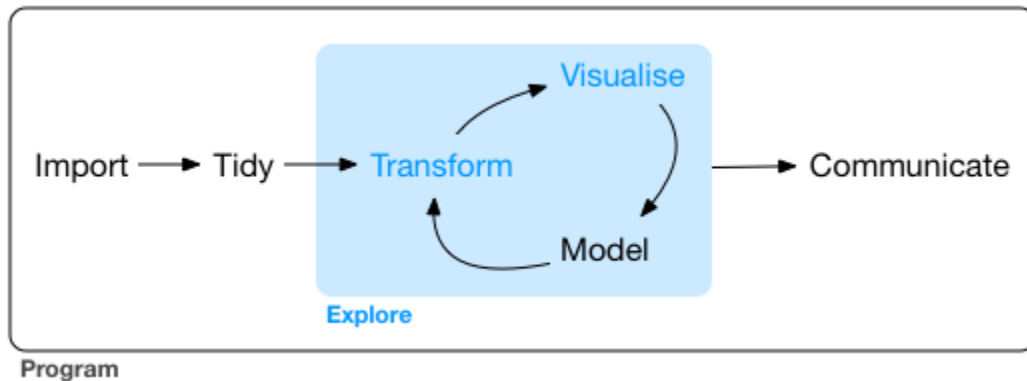 Visualise
Import
Tidy
Transform
Communicate
Model
Explore
Program